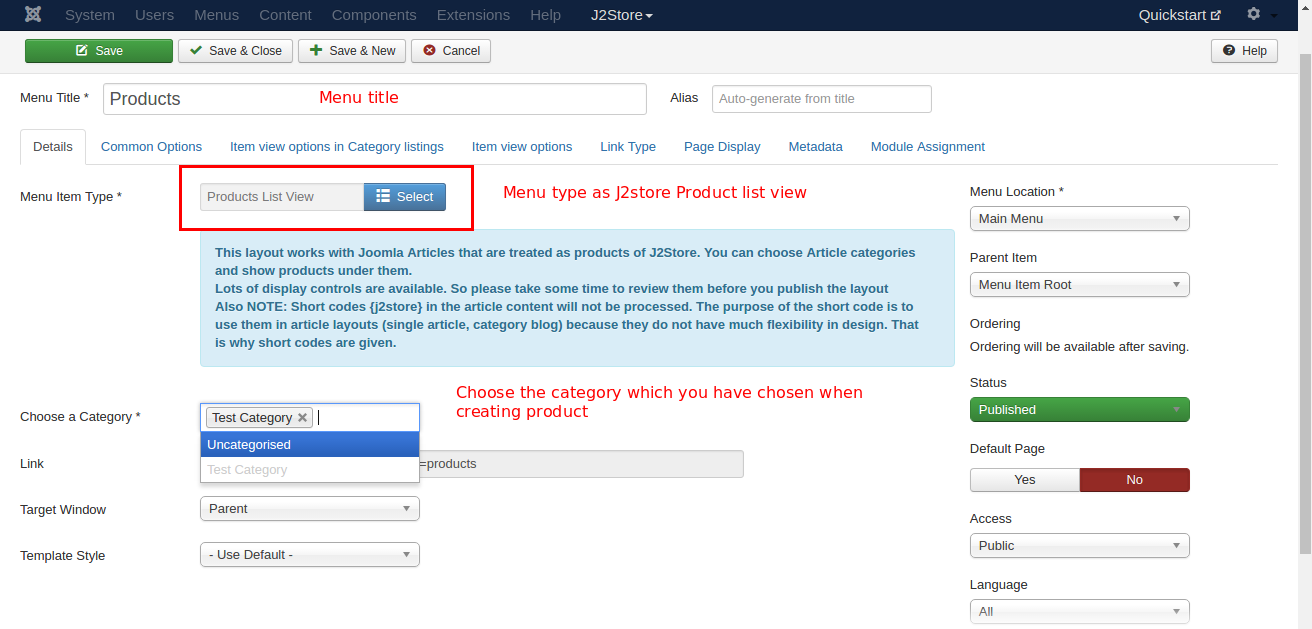 System Users Menus Content Components Extensions Help J2Store Quickstart
Save Save & Close Save & New Cancel Help
Menu Title * Products Menu title Alias Auto-generate from title
Details Common Options Item view options in Category listings Item view options Link Type Page Display Metadata Module Assignment
Menu Item Type * Products List View Select Menu type as J2store Product list view
Menu Location *
Main Menu
This layout works with Joomla Articles that are treated as products of J2Store. You can choose Article categories
and show products under them.
Lots of display controls are available. So please take some time to review them before you publish the layout
Also NOTE: Short codes {j2store} in the article content will not be processed. The purpose of the short code is to
use them in article layouts (single article, category blog) because they do not have much flexibility in design. That
is why short codes are given.
Parent Item
Menu Item Root
Ordering
Ordering will be available after saving.
Choose the category which you have chosen when
creating product
Choose a Category * Test Category
Uncategorised
Test Category
Link =products
Target Window Parent
Template Style - Use Default -
Status
Published
Default Page
Yes No
Access
Public
Language
All